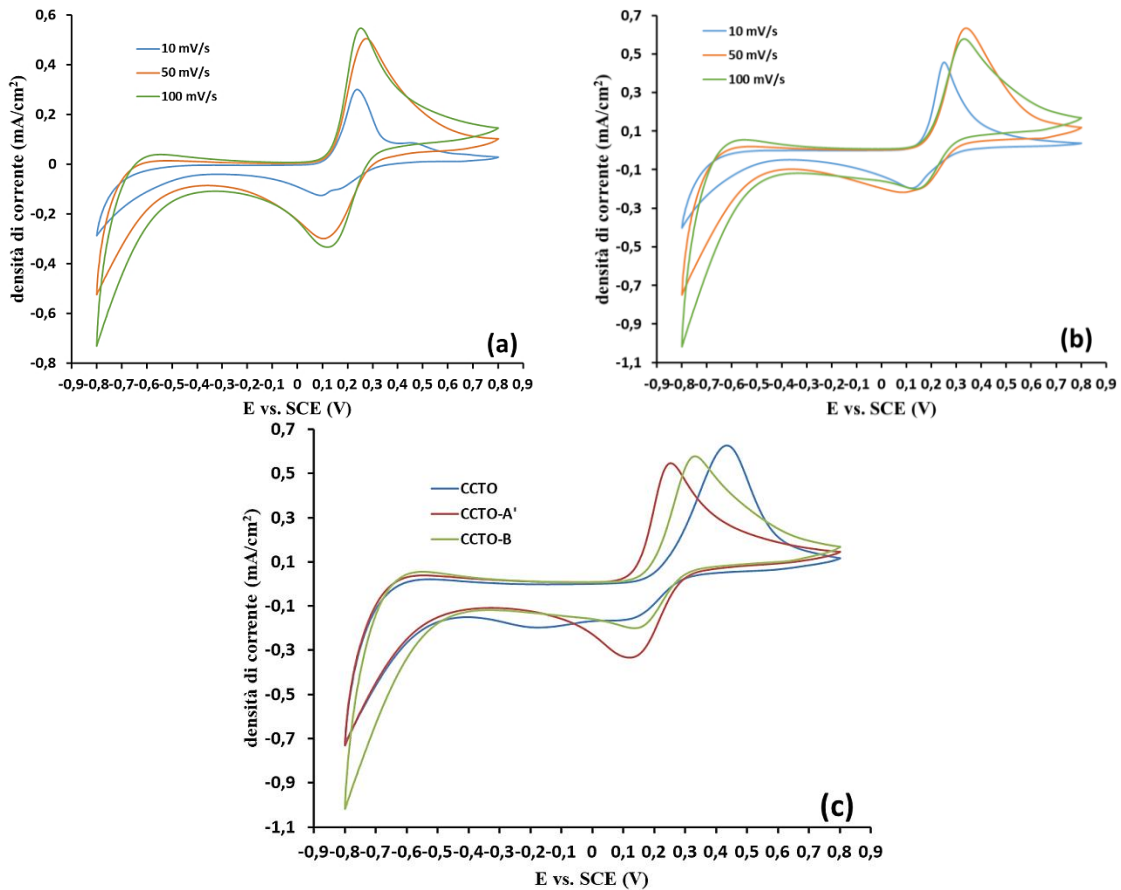 0,6
0,4
0,2
0
-0,2
-0,4
-0,6
-0,8
densità di corrente (mA/cm²)
10 mV/s
50 mV/s
100 mV/s
(a)
-0,9-0,8-0,7-0,6-0,5-0,4-0,3-0,2-0,1 0 0,1 0,2 0,3 0,4 0,5 0,6 0,7 0,8 0,9
E vs. SCE (V)
0,7
0,5
0,3
0,1
-0,1
-0,3
-0,5
-0,7
-0,9
-1,1
densità di corrente (mA/cm²)
10 mV/s
50 mV/s
100 mV/s
(b)
-0,9-0,8-0,7-0,6-0,5-0,4-0,3-0,2-0,1 0 0,1 0,2 0,3 0,4 0,5 0,6 0,7 0,8 0,9
E vs. SCE (V)
0,7
0,5
0,3
0,1
-0,1
-0,3
-0,5
-0,7
-0,9
-1,1
densità di corrente (mA/cm²)
CCTO
CCTO-A'
CCTO-B
(c)
-0,9-0,8-0,7-0,6-0,5-0,4-0,3-0,2-0,1 0 0,1 0,2 0,3 0,4 0,5 0,6 0,7 0,8 0,9
E vs. SCE (V)